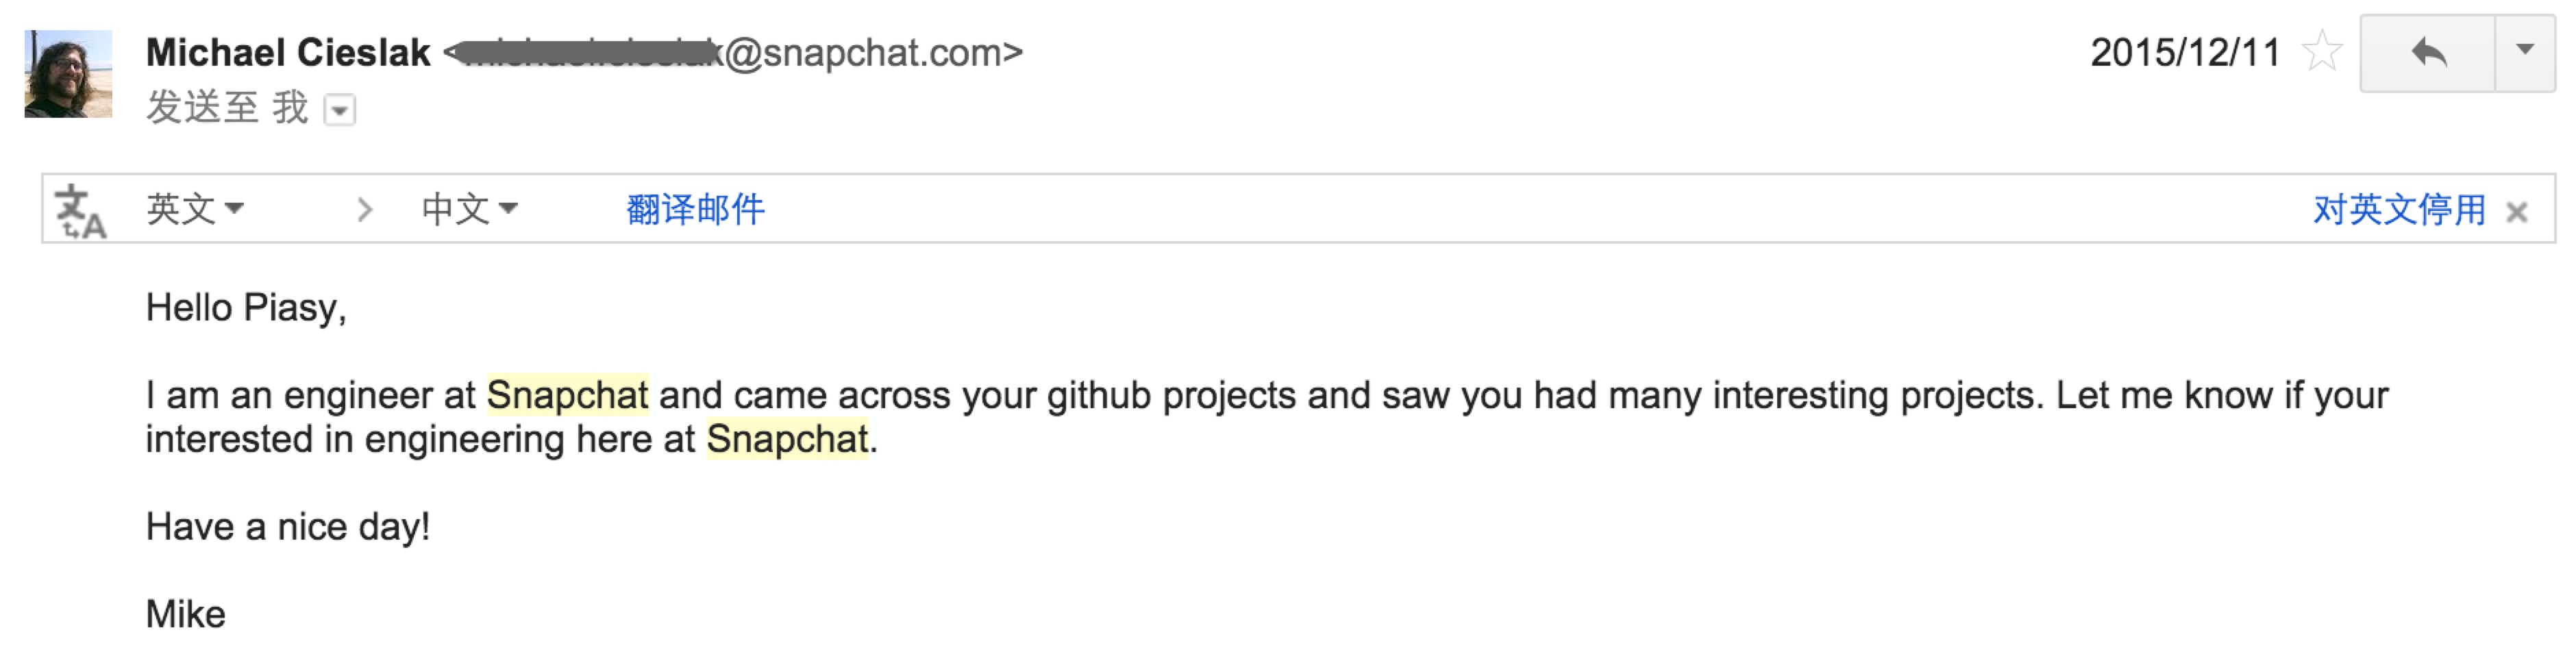 Michael Cieslak <@snapchat.com> 2015/12/11
发送至 我
文A 英文 > 中文 翻译邮件 对英文停用 ×
Hello Piasy,
I am an engineer at Snapchat and came across your github projects and saw you had many interesting projects. Let me know if your
interested in engineering here at Snapchat.
Have a nice day!
Mike